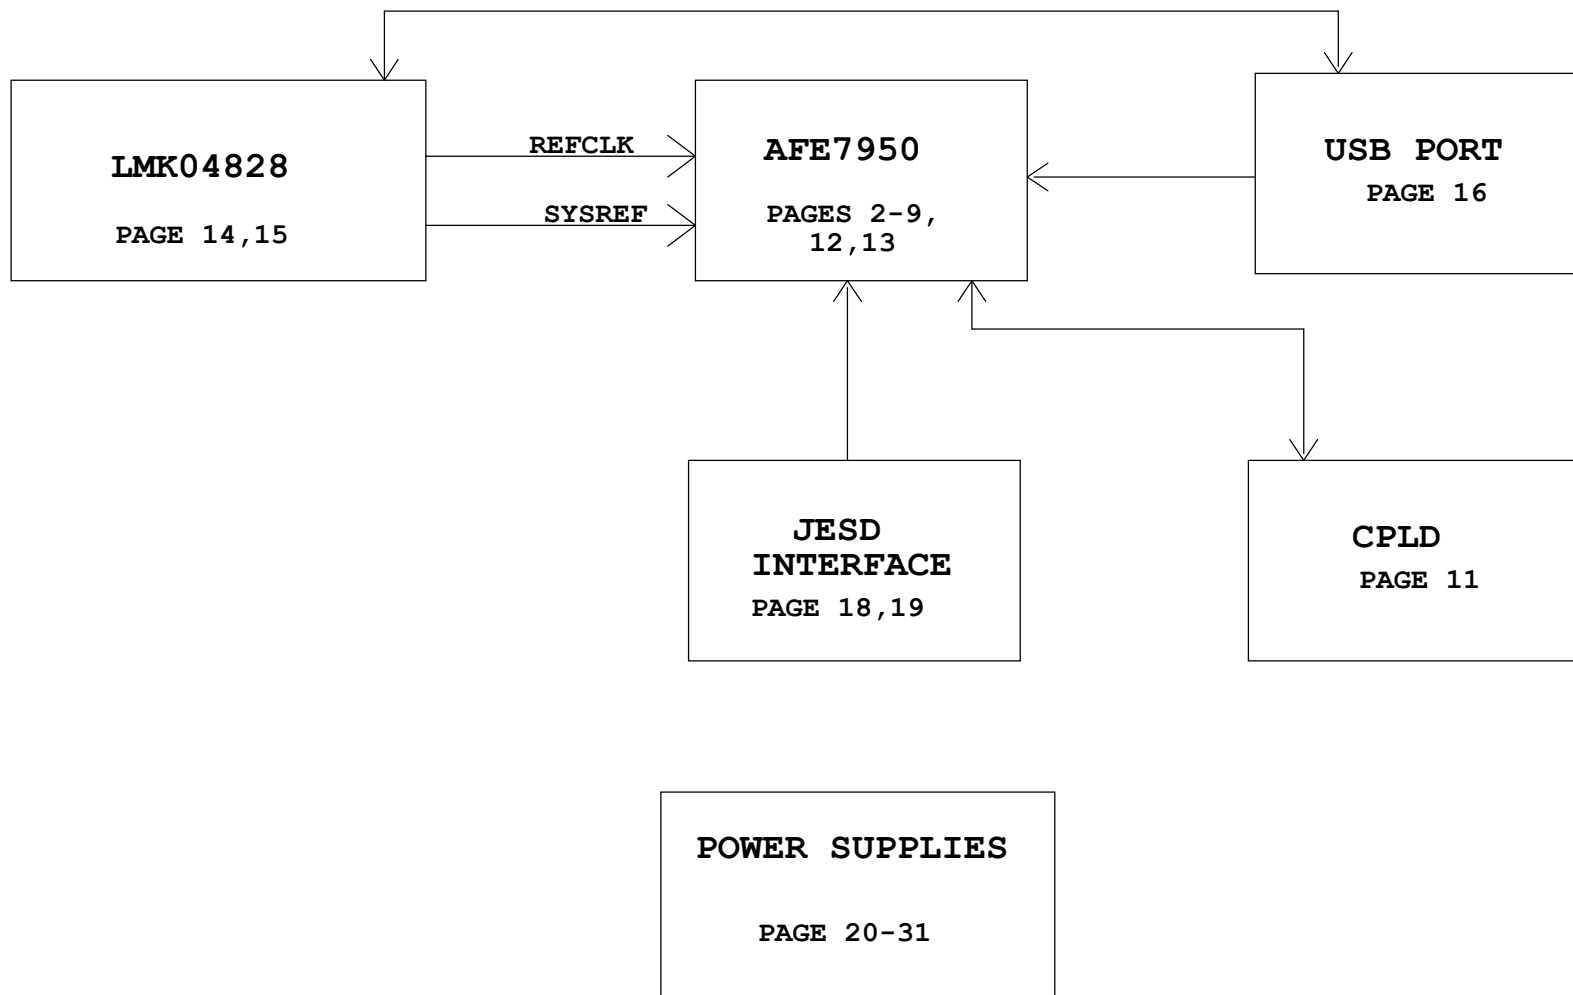 LMK04828
PAGE 14,15
REFCLK
SYSREF
AFE7950
PAGES 2-9,
12,13
USB PORT
PAGE 16
JESD
INTERFACE
PAGE 18,19
CPLD
PAGE 11
POWER SUPPLIES
PAGE 20-31